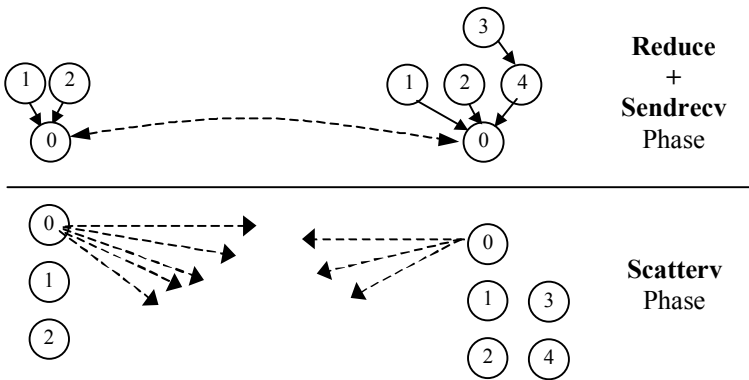 3
1 2
1 2 4
0 0
Reduce
+
Sendrecv
Phase
0 0
1
1 3
2
2 4
Scatterv
Phase